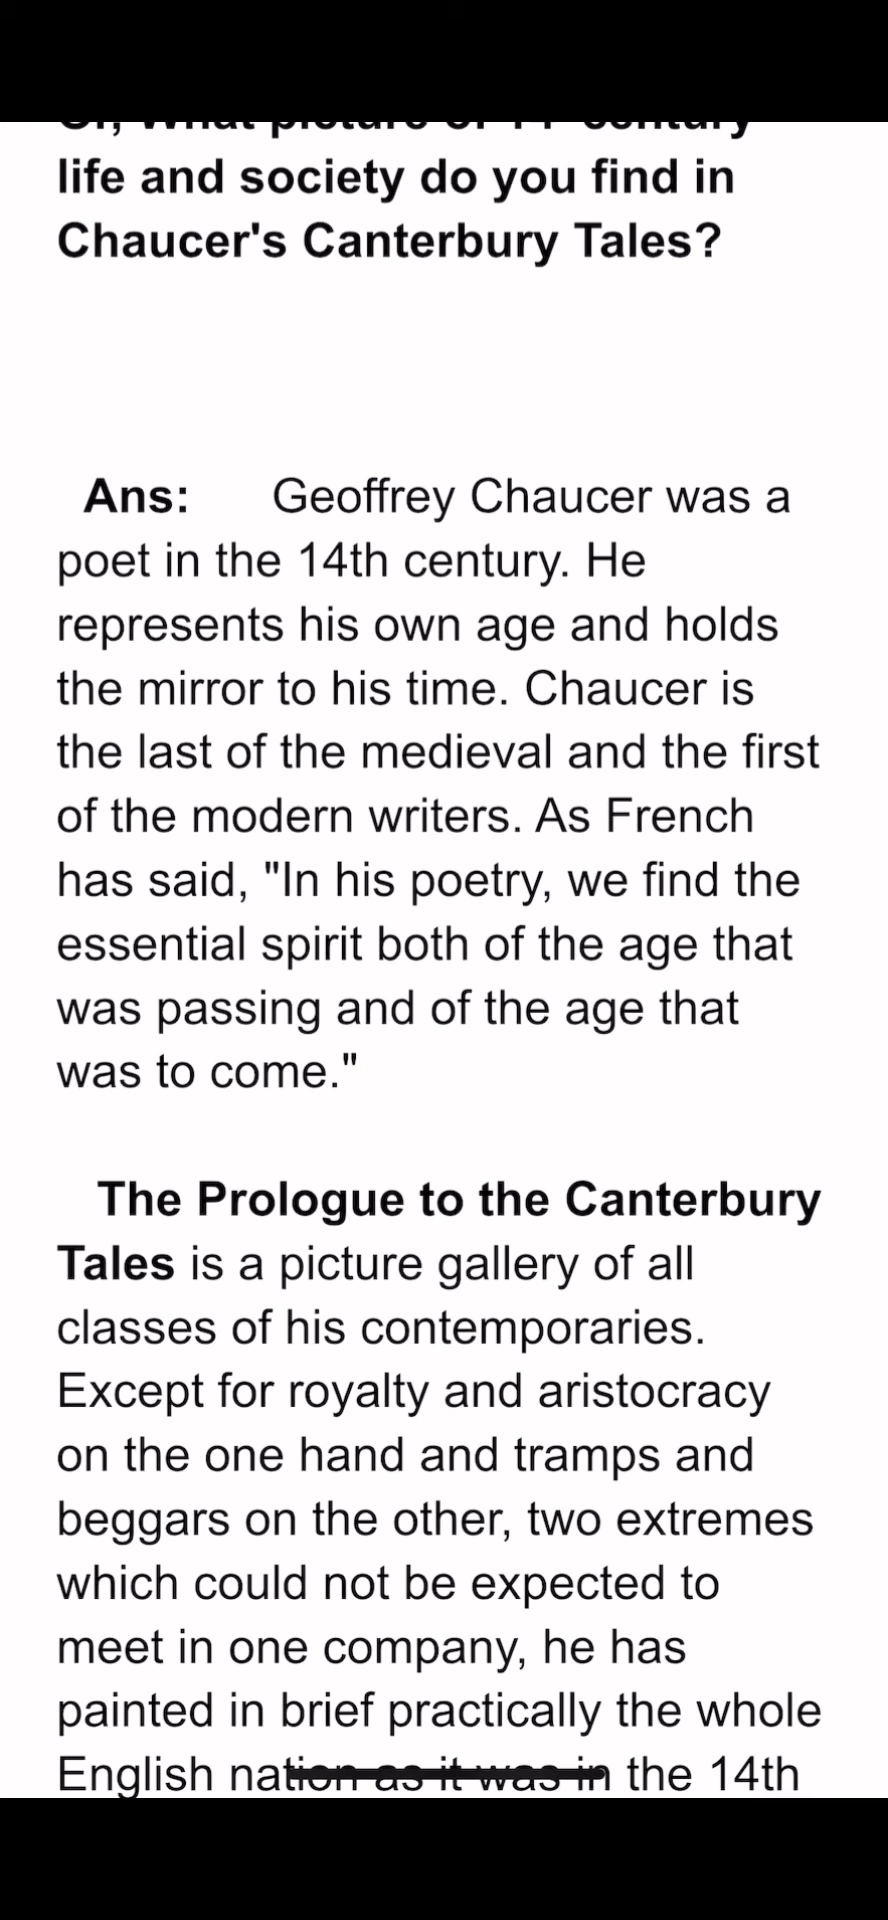 Or, What picture of 14 century
life and society do you find in
Chaucer's Canterbury Tales?
Ans: Geoffrey Chaucer was a
poet in the 14th century. He
represents his own age and holds
the mirror to his time. Chaucer is
the last of the medieval and the first
of the modern writers. As French
has said, "In his poetry, we find the
essential spirit both of the age that
was passing and of the age that
was to come."
The Prologue to the Canterbury
Tales is a picture gallery of all
classes of his contemporaries.
Except for royalty and aristocracy
on the one hand and tramps and
beggars on the other, two extremes
which could not be expected to
meet in one company, he has
painted in brief practically the whole
English nation as it was in the 14th